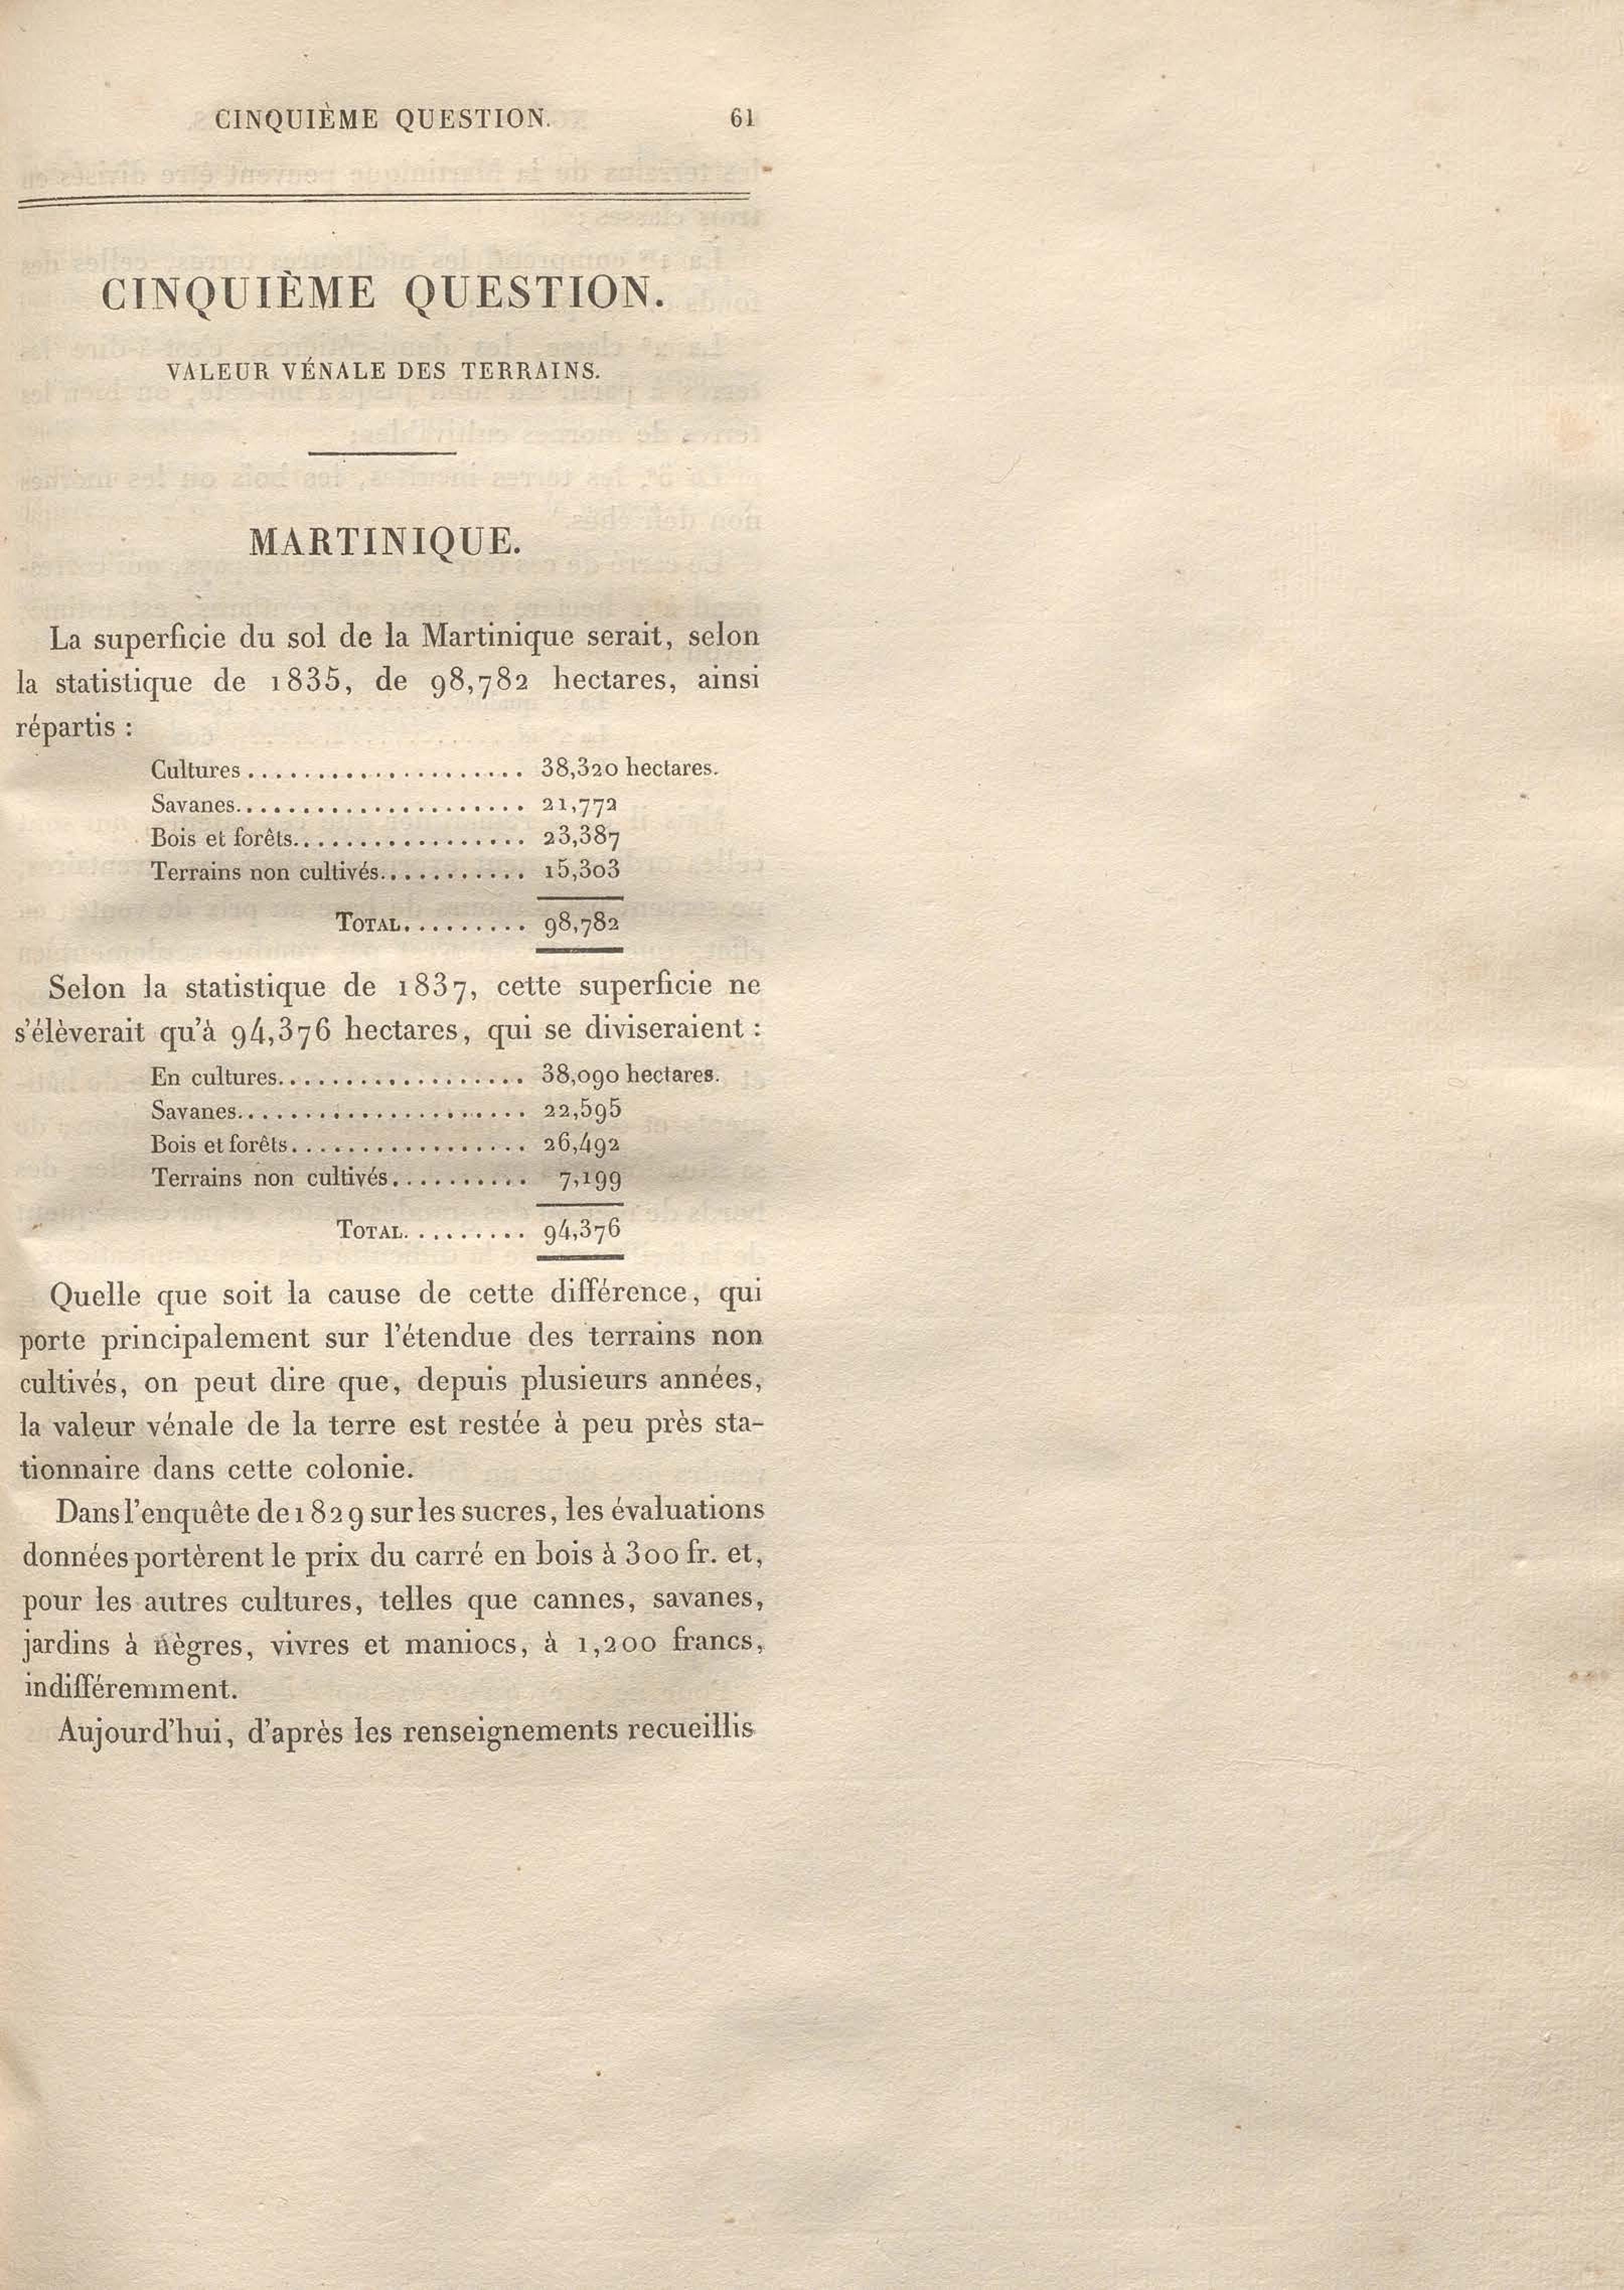 CINQUIÈME QUESTION. 61
CINQUIÈME QUESTION.
VALEUR VÉNALE DES TERRAINS.
MARTINIQUE.
La superficie du sol de la Martinique serait, selon
la statistique de 1835, de 98,782 hectares, ainsi
répartis :
Cultures..................... 38,320 hectares.
Savanes..................... 21,772
Bois et forêts................. 23,387
Terrains non cultivés........... 15,303
TOTAL......... 98,782
Selon la statistique de 1837, cette superficie ne
s'élèverait qu'à 94,376 hectares, qui se diviseraient :
En cultures.................. 38,090 hectares.
Savanes..................... 22,595
Bois et forêts................. 26,492
Terrains non cultivés.......... 7,199
TOTAL......... 94,376
Quelle que soit la cause de cette différence, qui
porte principalement sur l'étendue des terrains non
cultivés, on peut dire que, depuis plusieurs années,
la valeur vénale de la terre est restée à peu près sta-
tionnaire dans cette colonie.
Dans l'enquête de 1829 sur les sucres, les évaluations
données portèrent le prix du carré en bois à 300 fr. et,
pour les autres cultures, telles que cannes, savanes,
jardins à nègres, vivres et maniocs, à 1,200 francs,
indifféremment.
Aujourd'hui, d'après les renseignements recueillis